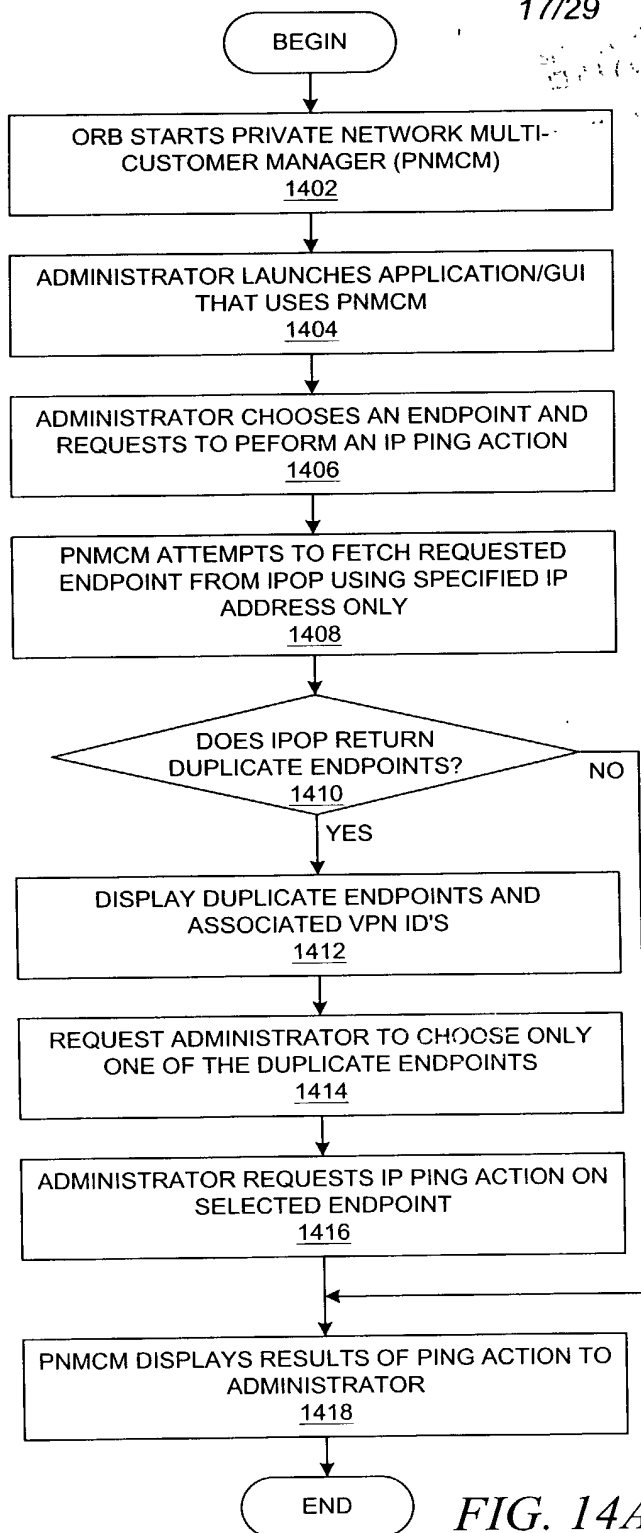 17/29
BEGIN
ORB STARTS PRIVATE NETWORK MULTI-
CUSTOMER MANAGER (PNMCM)
1402
ADMINISTRATOR LAUNCHES APPLICATION/GUI
THAT USES PNMCM
1404
ADMINISTRATOR CHOOSES AN ENDPOINT AND
REQUESTS TO PEFORM AN IP PING ACTION
1406
PNMCM ATTEMPTS TO FETCH REQUESTED
ENDPOINT FROM IPOP USING SPECIFIED IP
ADDRESS ONLY
1408
DOES IPOP RETURN
DUPLICATE ENDPOINTS?
1410
NO
YES
DISPLAY DUPLICATE ENDPOINTS AND
ASSOCIATED VPN ID'S
1412
REQUEST ADMINISTRATOR TO CHOOSE ONLY
ONE OF THE DUPLICATE ENDPOINTS
1414
ADMINISTRATOR REQUESTS IP PING ACTION ON
SELECTED ENDPOINT
1416
PNMCM DISPLAYS RESULTS OF PING ACTION TO
ADMINISTRATOR
1418
END
FIG. 14A